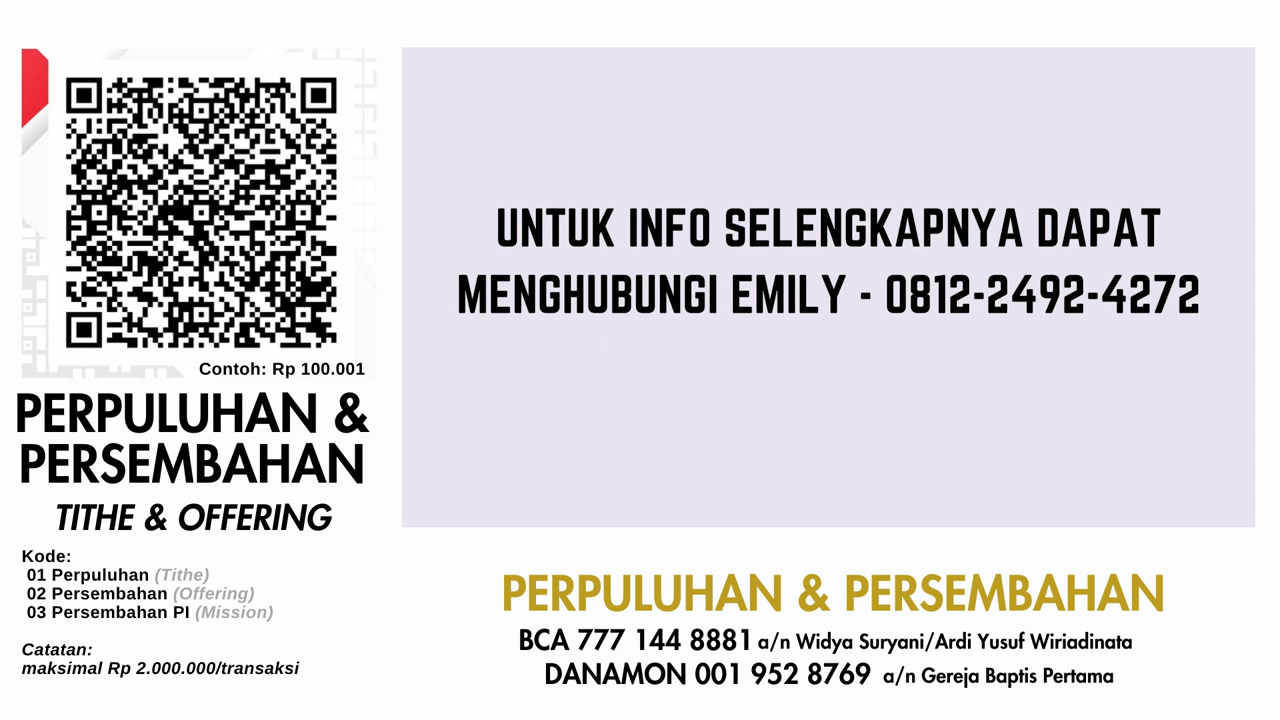 Contoh: Rp 100.001
PERPULUHAN &
PERSEMBAHAN
TITHE & OFFERING
Kode:
01 Perpuluhan (Tithe)
02 Persembahan (Offering)
03 Persembahan PI (Mission)
Catatan:
maksimal Rp 2.000.000/transaksi
UNTUK INFO SELENGKAPNYA DAPAT
MENGHUBUNGI EMILY - 0812-2492-4272
PERPULUHAN & PERSEMBAHAN
BCA 777 144 8881 a/n Widya Suryani/Ardi Yusuf Wiriadinata
DANAMON 001 952 8769 a/n Gereja Baptis Pertama